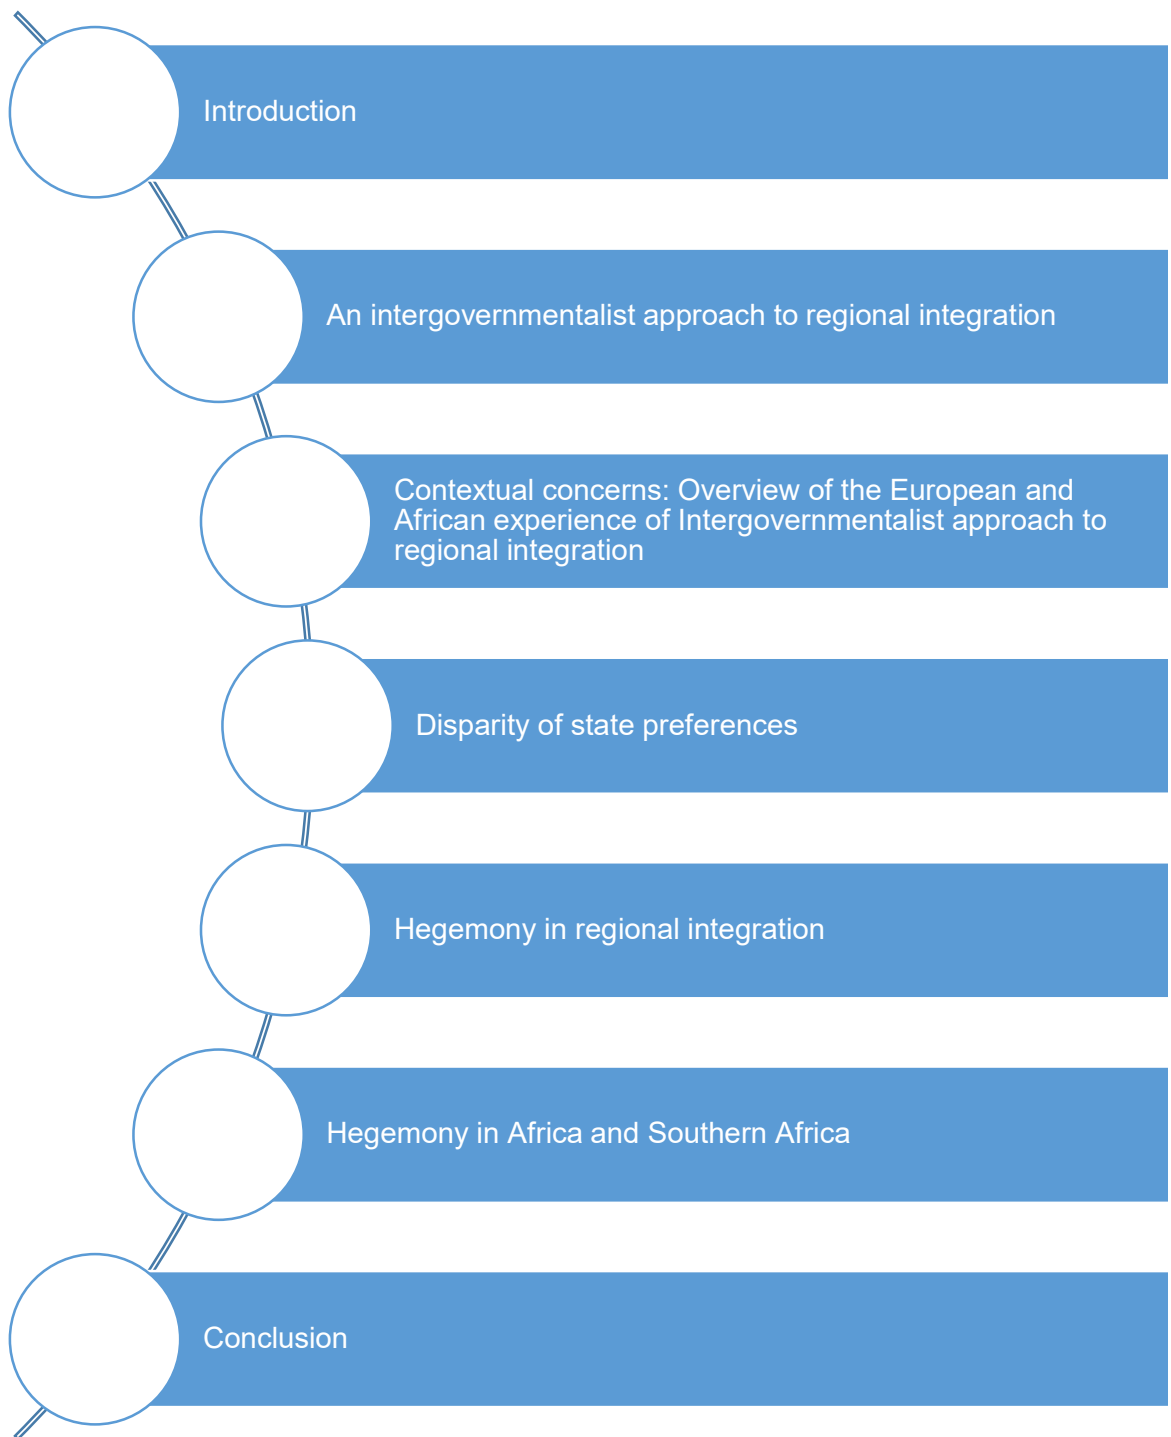 Introduction
An intergovernmentalist approach to regional integration
Contextual concerns: Overview of the European and
African experience of Intergovernmentalist approach to
regional integration
Disparity of state preferences
Hegemony in regional integration
Hegemony in Africa and Southern Africa
Conclusion